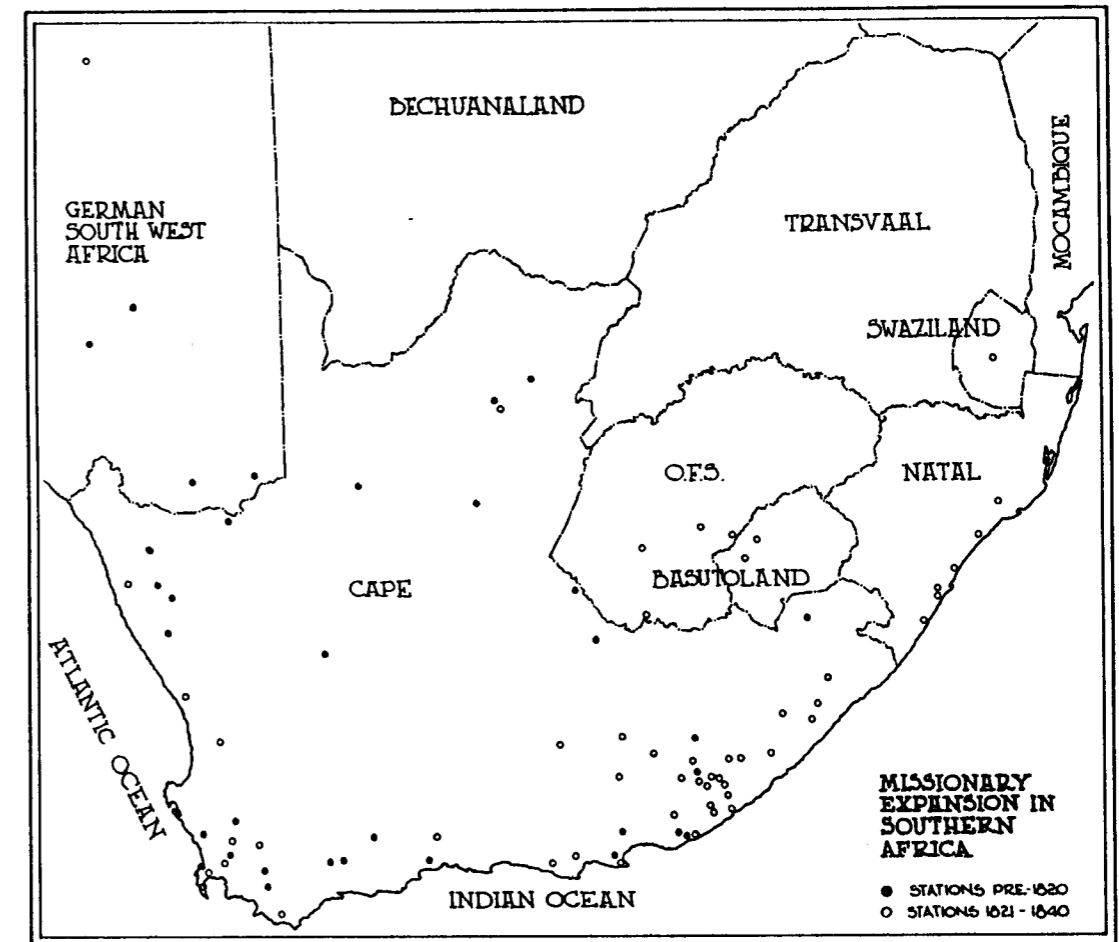 BECHUANALAND
GERMAN
SOUTH WEST
AFRICA
TRANSVAAL
MOCAMBIQUE
SWAZILAND
O.F.S.
NATAL
BASUTOLAND
CAPE
ATLANTIC OCEAN
INDIAN OCEAN
MISSIONARY
EXPANSION IN
SOUTHERN
AFRICA
STATIONS PRE-1820
STATIONS 1821 - 1840